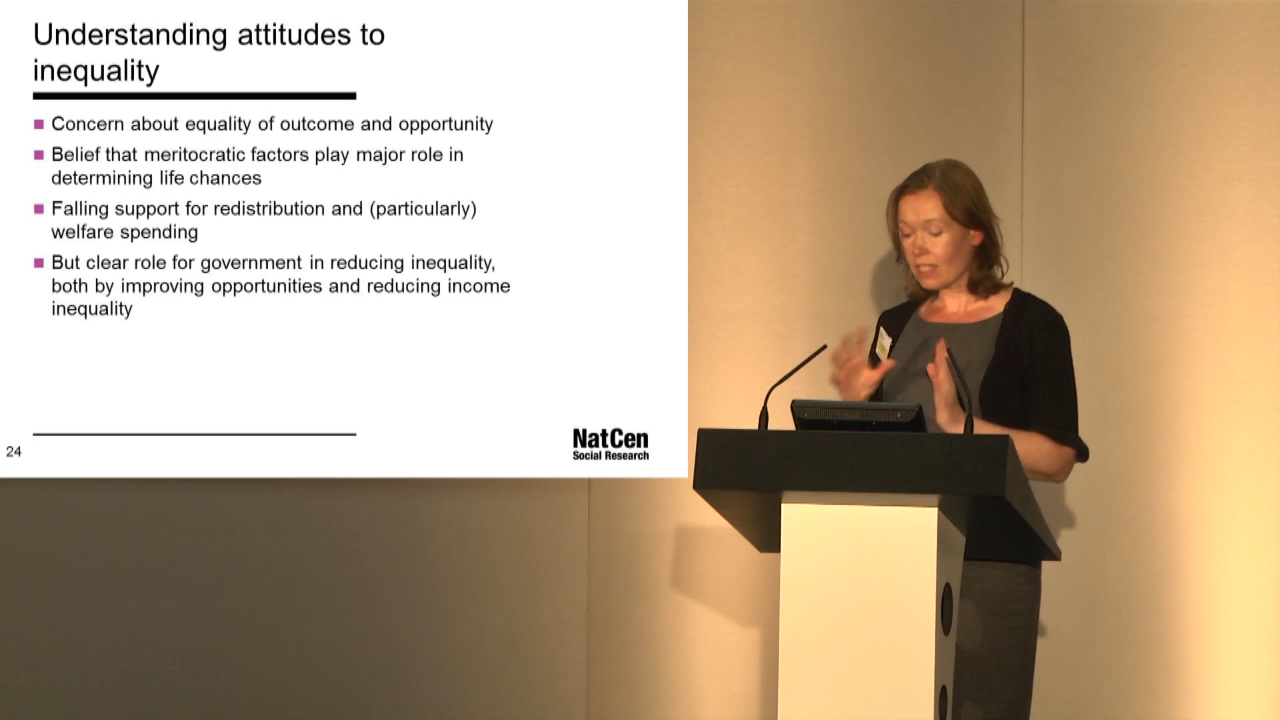 Understanding attitudes to
inequality
Concern about equality of outcome and opportunity
Belief that meritocratic factors play major role in
determining life chances
Falling support for redistribution and (particularly)
welfare spending
But clear role for government in reducing inequality,
both by improving opportunities and reducing income
inequality
24
NatCen
Social Research